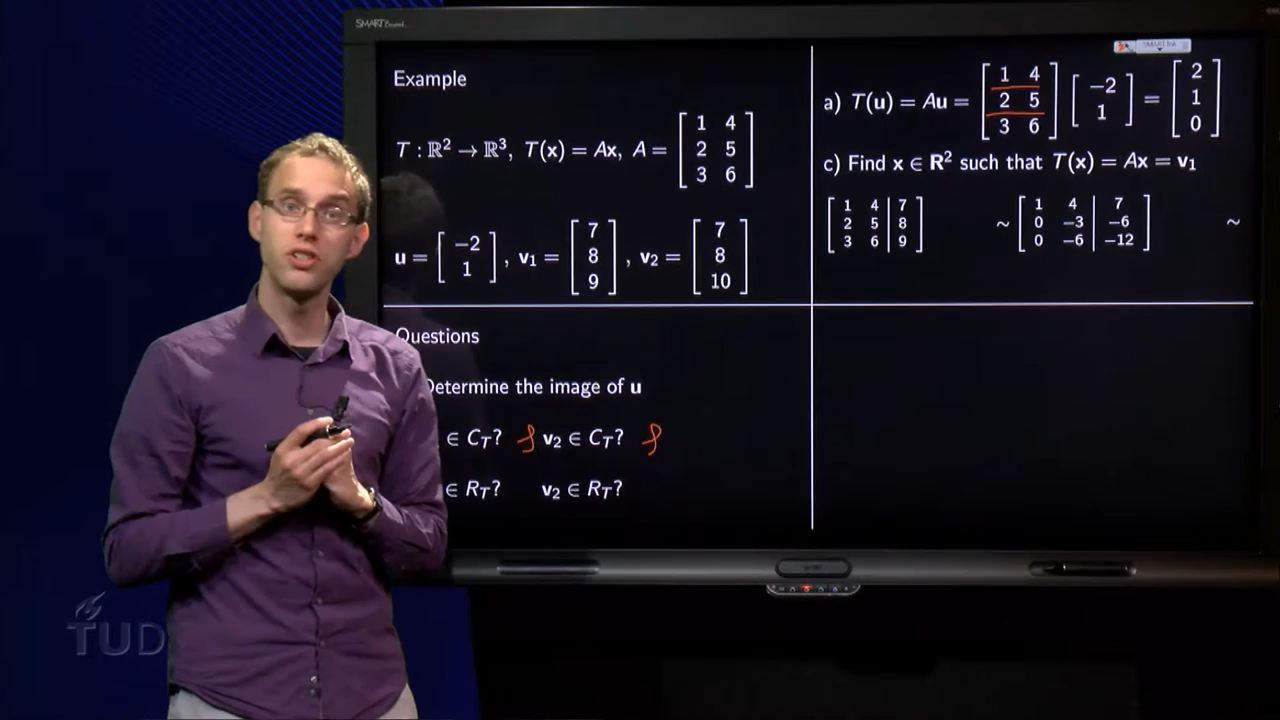 SMART Board
SMART Ink
Example
T : ℝ² → ℝ³, T(x) = Ax, A = [1 4; 2 5; 3 6]
u = [−2; 1], v₁ = [7; 8; 9], v₂ = [7; 8; 10]
Questions
Determine the image of u
∈ C_T? v₂ ∈ C_T?
∈ R_T? v₂ ∈ R_T?
a) T(u) = Au = [1 4; 2 5; 3 6] [−2; 1] = [2; 1; 0]
c) Find x ∈ R² such that T(x) = Ax = v₁
[1 4 | 7; 2 5 | 8; 3 6 | 9] ~ [1 4 | 7; 0 −3 | −6; 0 −6 | −12] ~
SMART
TUD